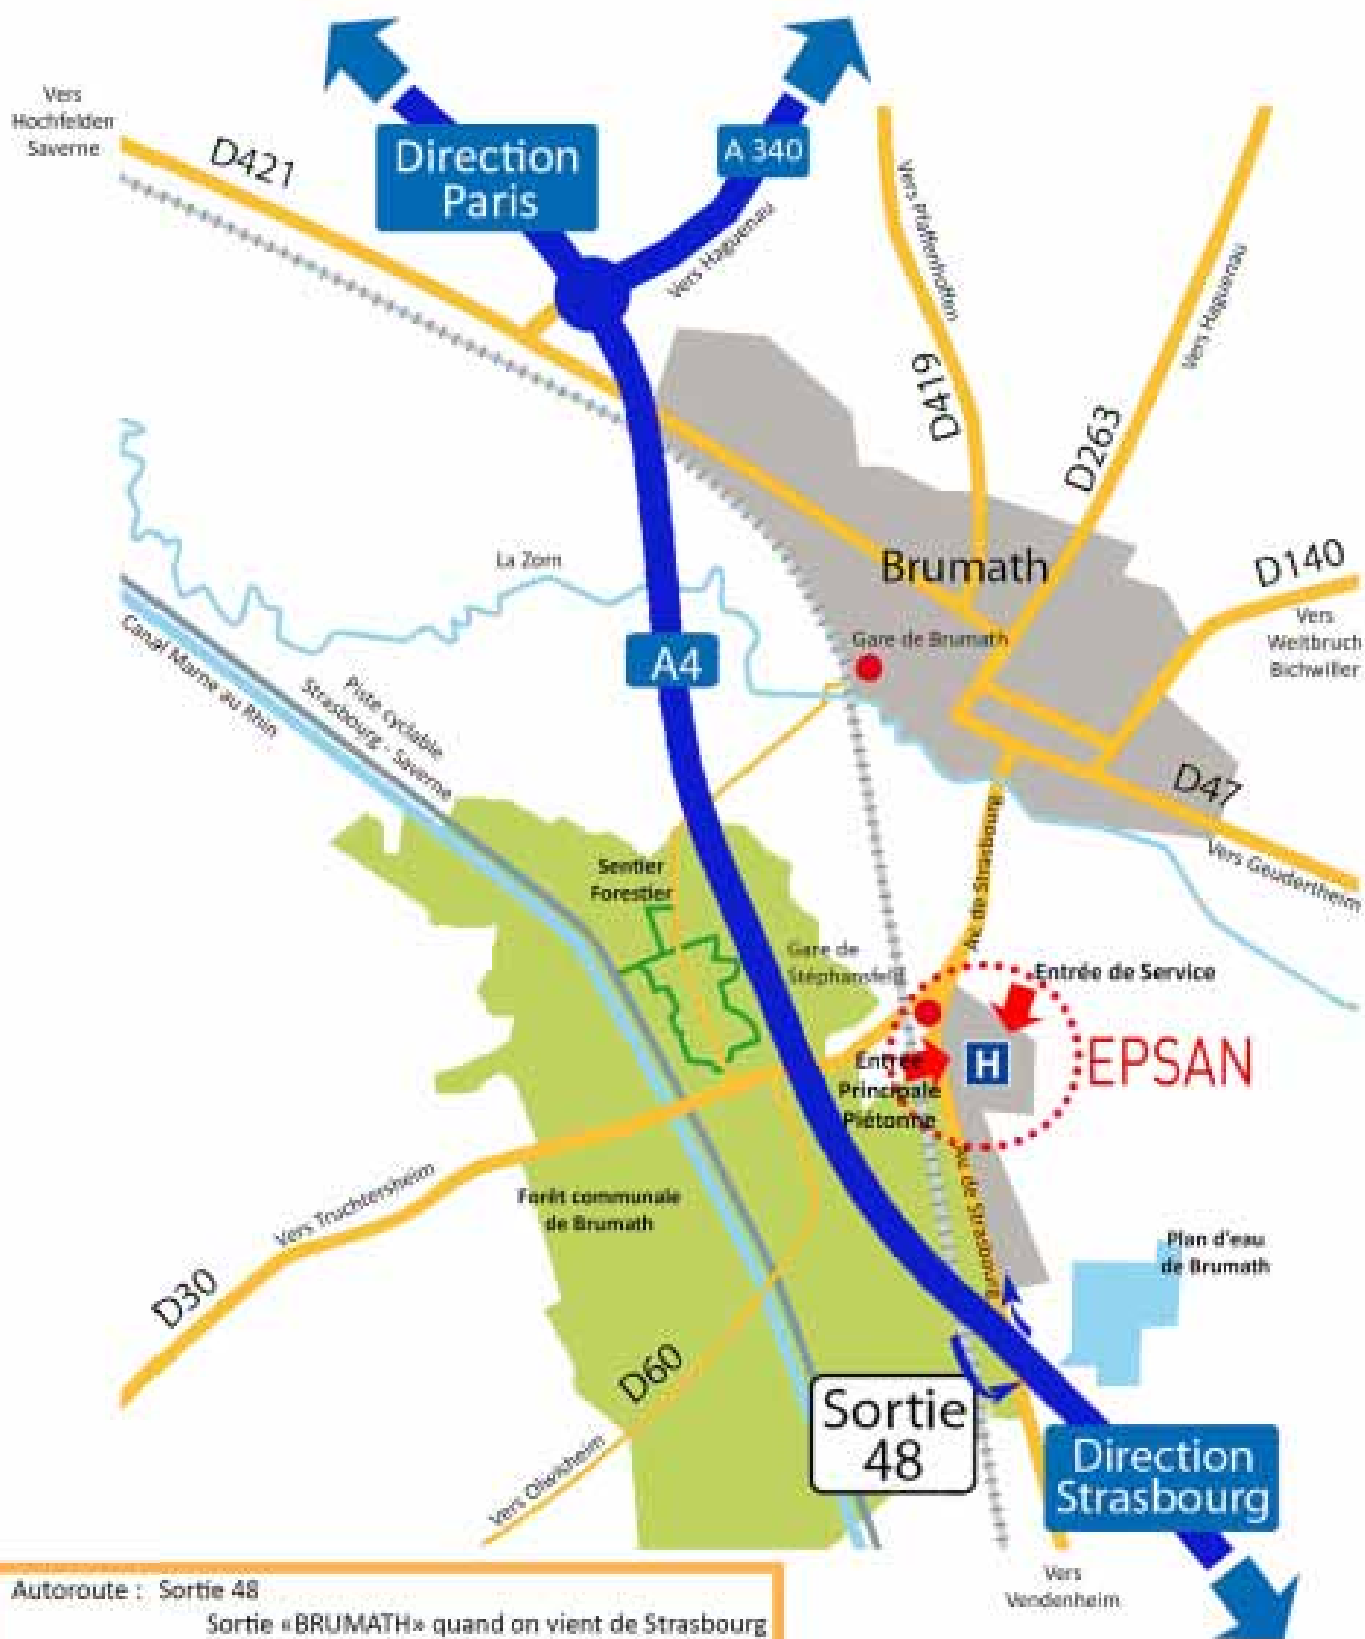 Vers
Hochfelden
Saverne
D421
Direction
Paris
A 340
Vers Haguenau
Vers Pfaffenhoffen
D419
Vers Haguenau
D263
Brumath
D140
Vers
Weitbruch
Bichwiller
La Zorn
Gare de Brumath
A4
Canal Marne au Rhin
Piste cyclable
Strasbourg - Saverne
D47
Vers Geudertheim
Av. de Strasbourg
Sentier
Forestier
Gare de
Stéphansfeld
Entrée de Service
Entrée
Principale
Piétonne
H
EPSAN
Av. de Strasbourg
Vers Truchtersheim
D30
Forêt communale
de Brumath
Plan d'eau
de Brumath
D60
Vers Olwisheim
Sortie
48
Direction
Strasbourg
Vers
Vendenheim
Autoroute : Sortie 48
Sortie «BRUMATH» quand on vient de Strasbourg